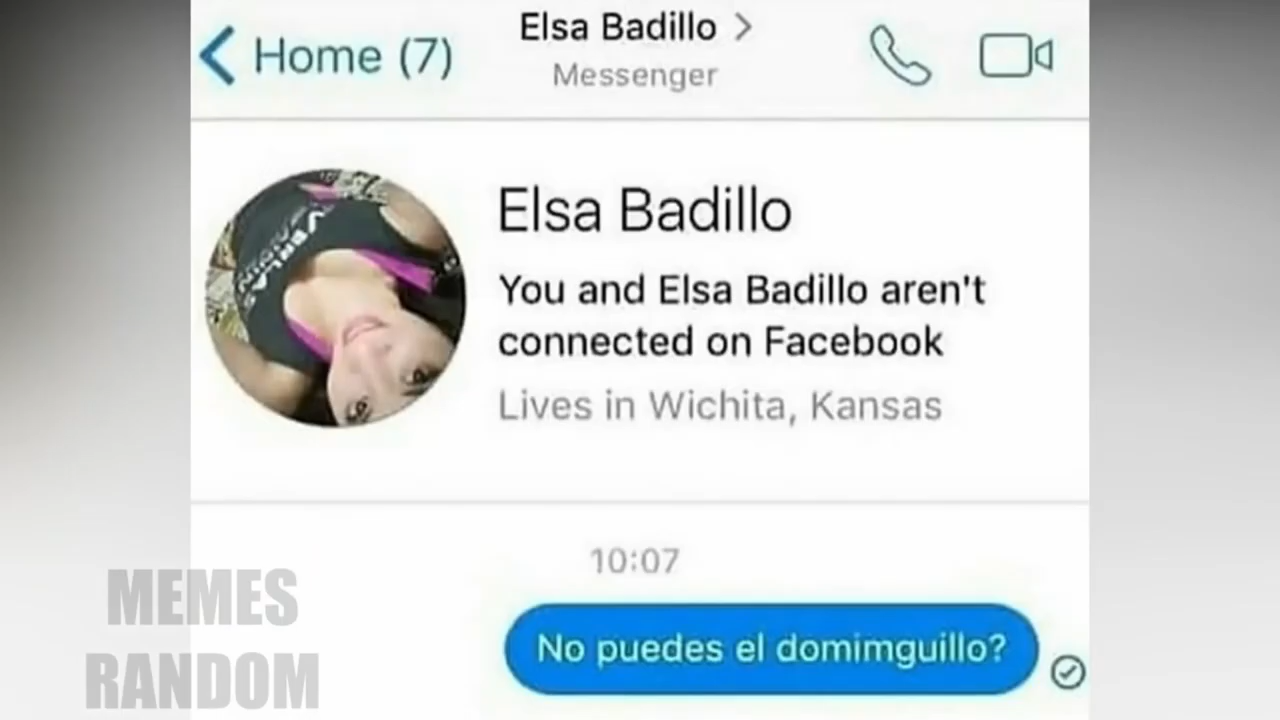 Home (7)
Elsa Badillo
Messenger
Elsa Badillo
You and Elsa Badillo aren't
connected on Facebook
Lives in Wichita, Kansas
10:07
No puedes el domimguillo?
MEMES
RANDOM